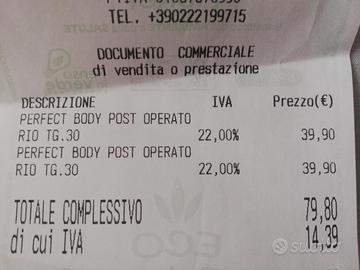 TEL. +390222199715
DOCUMENTO COMMERCIALE
di vendita o prestazione
DESCRIZIONE IVA Prezzo(€)
PERFECT BODY POST OPERATO
RIO TG.30 22,00% 39,90
PERFECT BODY POST OPERATO
RIO TG.30 22,00% 39,90
TOTALE COMPLESSIVO 79,80
di cui IVA 14,39
ECO
subito